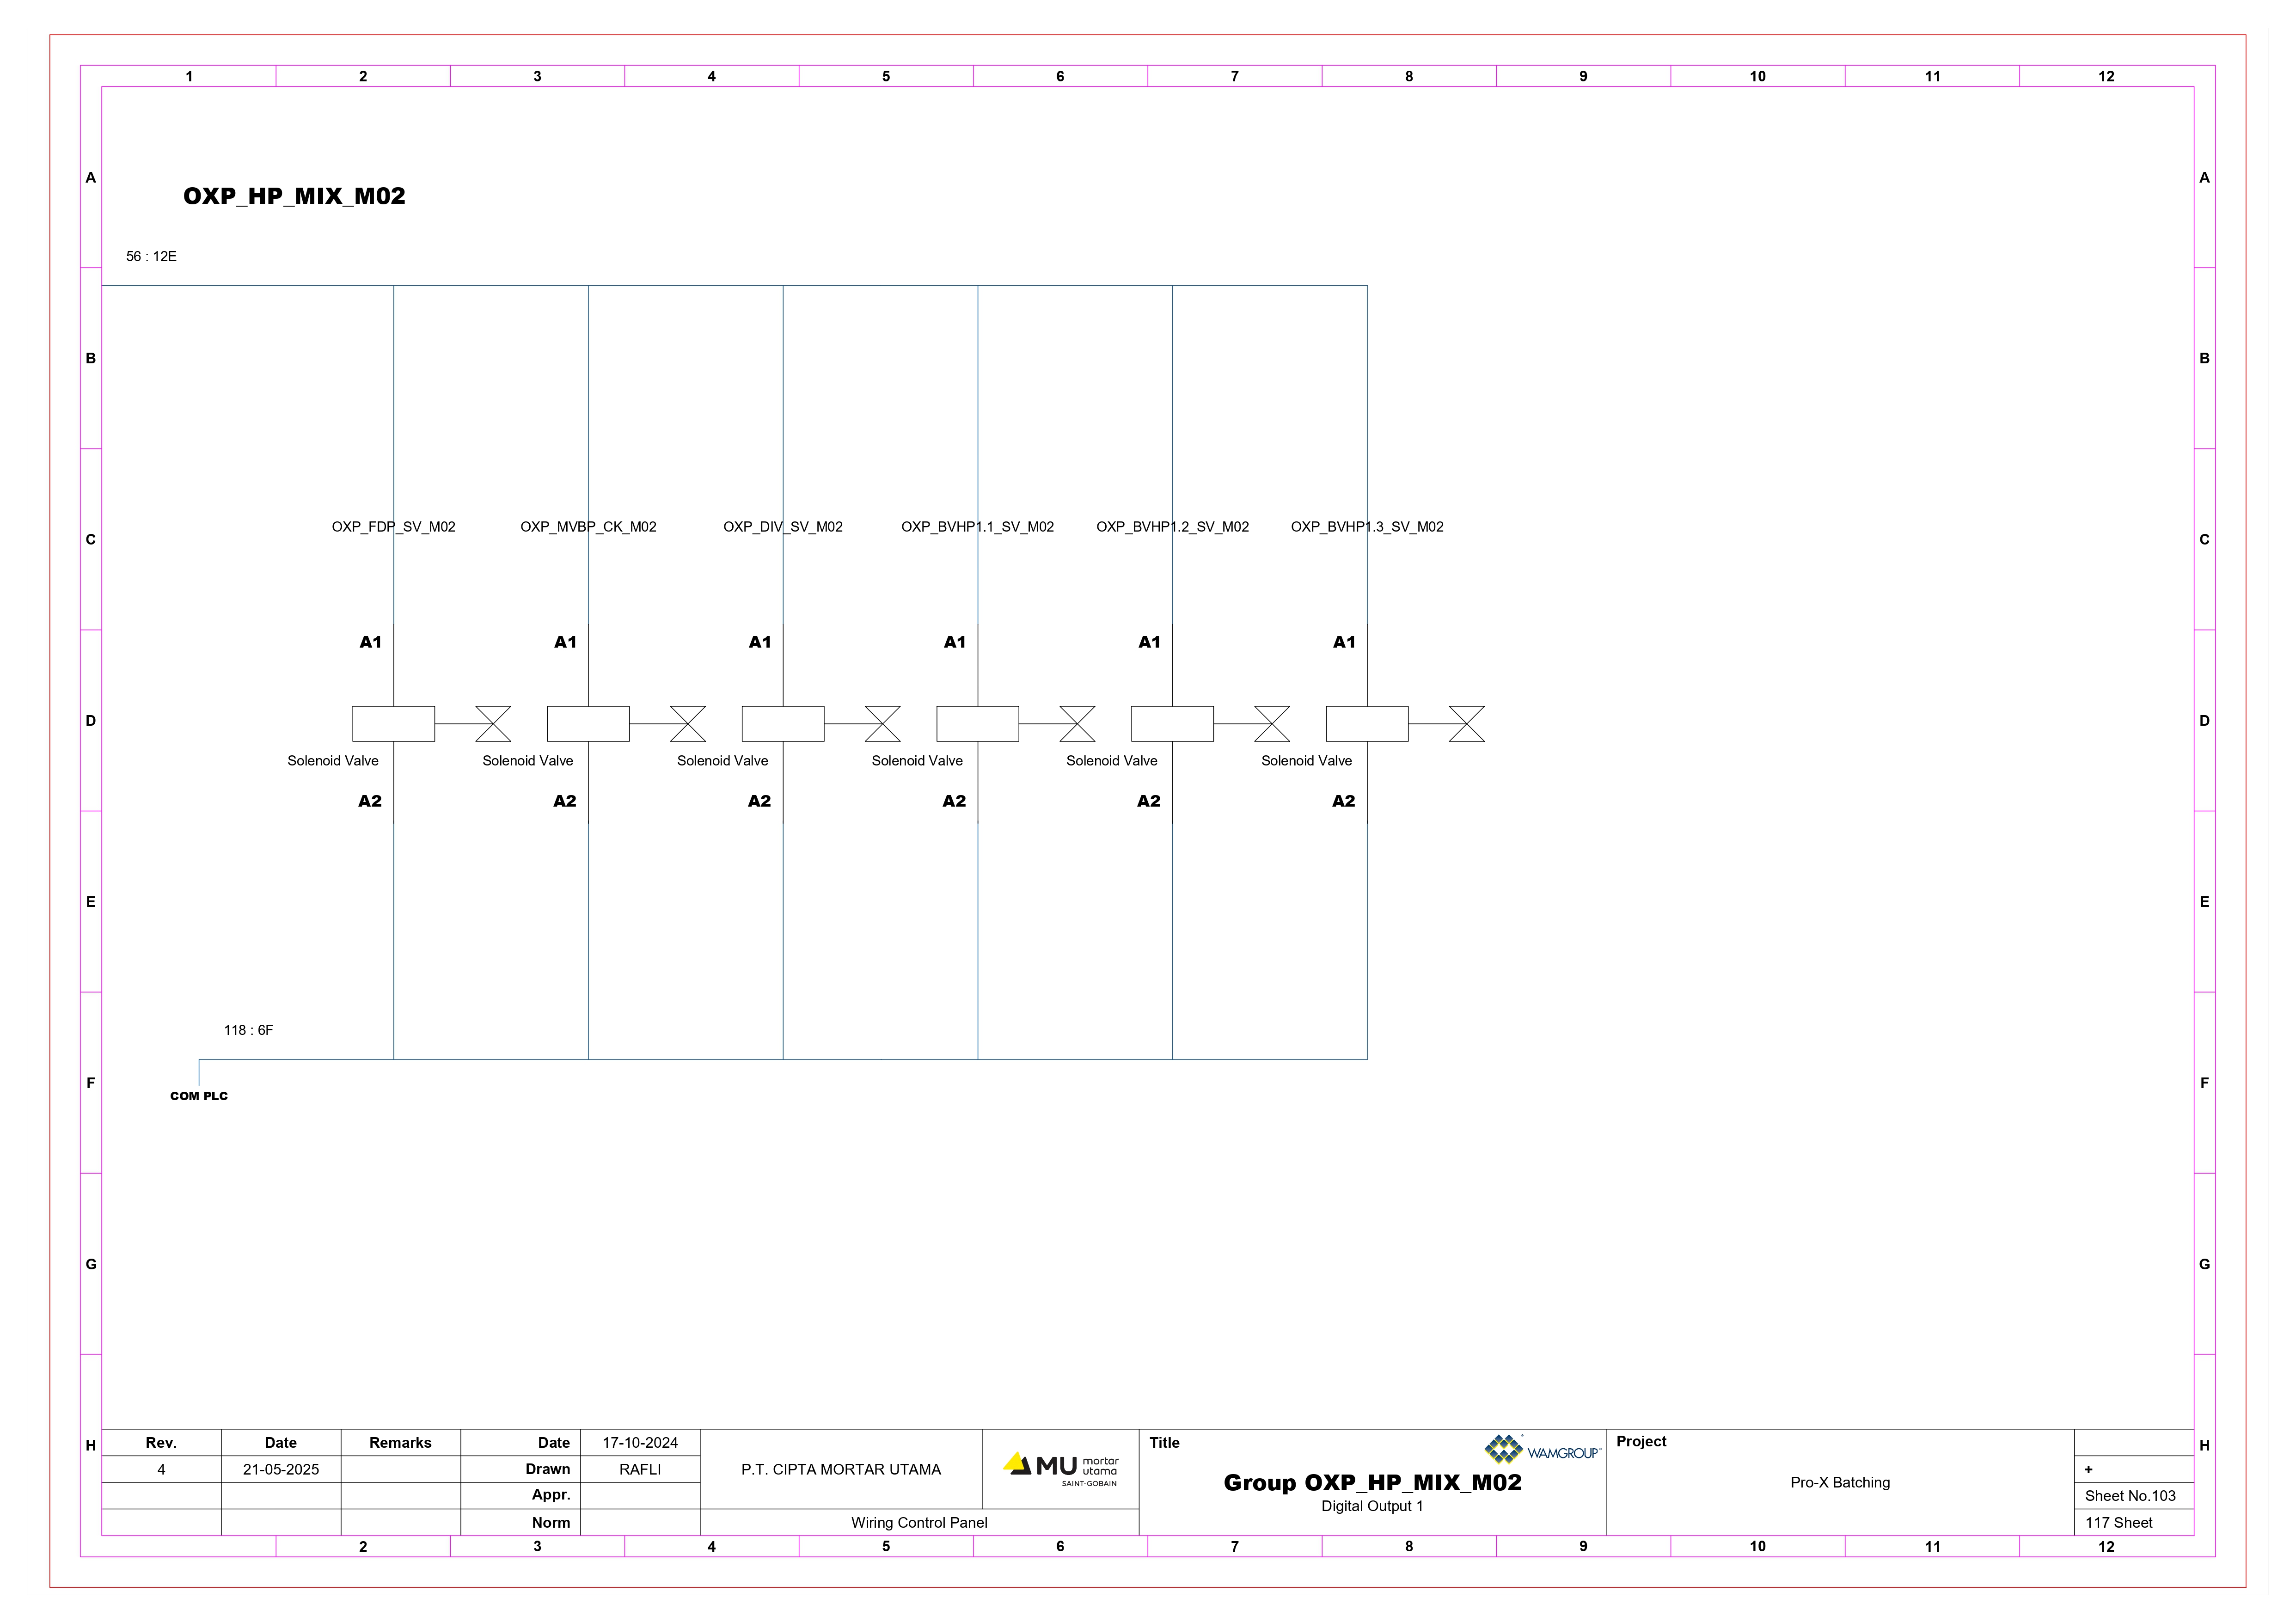 1 2 3 4 5 6 7 8 9 10 11 12
A A
OXP_HP_MIX_M02
56 : 12E
B B
OXP_FDP_SV_M02 OXP_MVBP_CK_M02 OXP_DIV_SV_M02 OXP_BVHP1.1_SV_M02 OXP_BVHP1.2_SV_M02 OXP_BVHP1.3_SV_M02
C C
A1 A1 A1 A1 A1 A1
D D
Solenoid Valve Solenoid Valve Solenoid Valve Solenoid Valve Solenoid Valve Solenoid Valve
A2 A2 A2 A2 A2 A2
E E
118 : 6F
F F
COM PLC
G G
H H
Rev. Date Remarks Date 17-10-2024
4 21-05-2025 Drawn RAFLI
Appr.
Norm
P.T. CIPTA MORTAR UTAMA
MU mortar
utama
SAINT-GOBAIN
Wiring Control Panel
Title
WAMGROUP®
Group OXP_HP_MIX_M02
Digital Output 1
Project
Pro-X Batching
+
Sheet No.103
117 Sheet
2 3 4 5 6 7 8 9 10 11 12